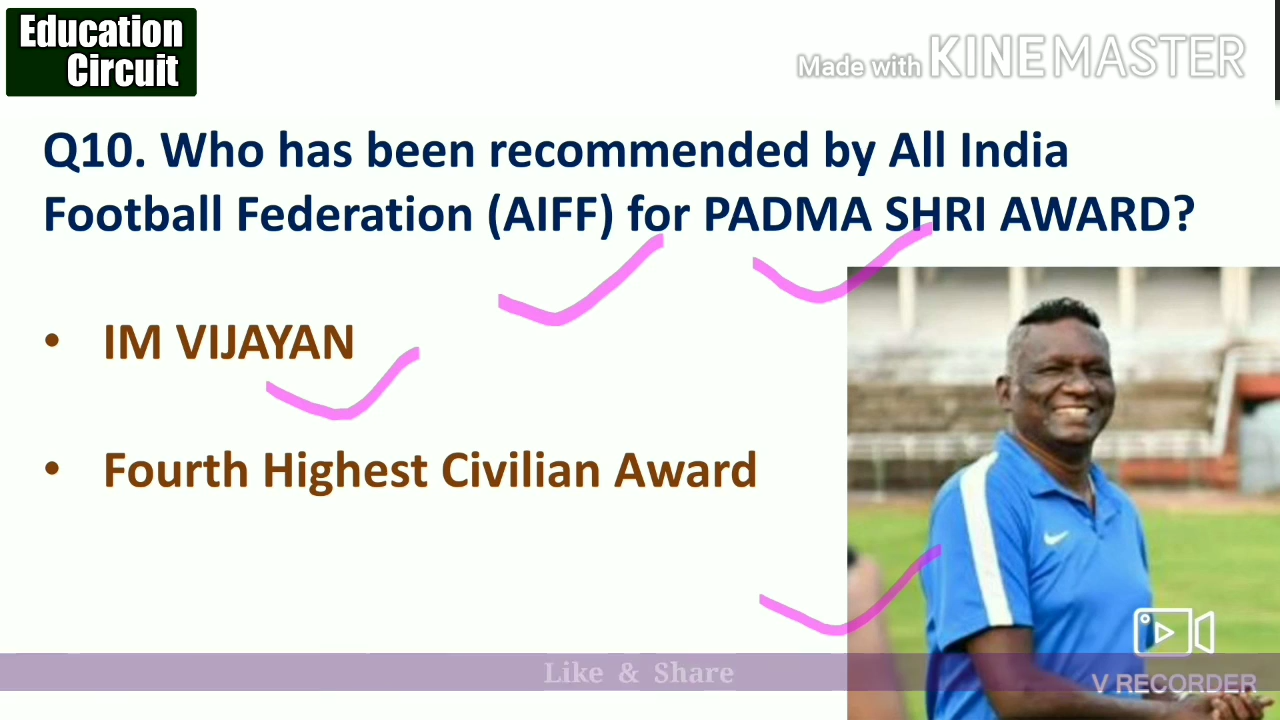 Education
Circuit
Made with KINEMASTER
Q10. Who has been recommended by All India
Football Federation (AIFF) for PADMA SHRI AWARD?
• IM VIJAYAN
• Fourth Highest Civilian Award
Like & Share
V RECORDER